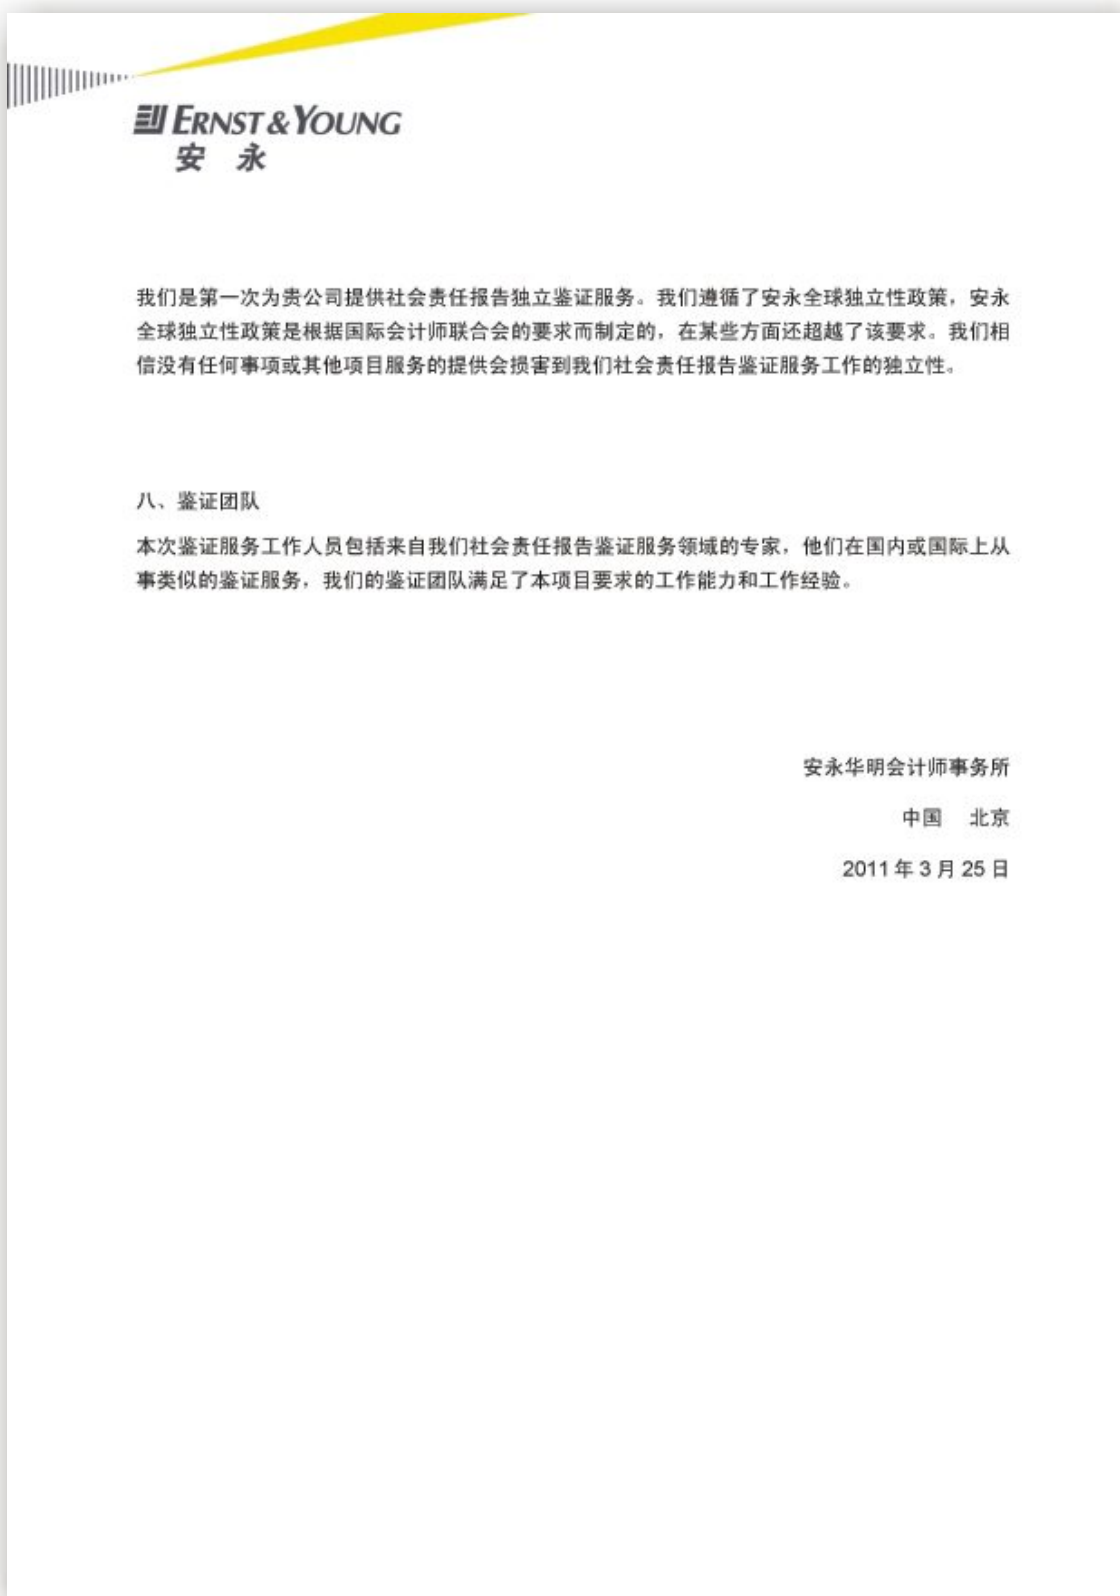 ERNST & YOUNG
安 永
我们是第一次为贵公司提供社会责任报告独立鉴证服务。我们遵循了安永全球独立性政策，安永
全球独立性政策是根据国际会计师联合会的要求而制定的，在某些方面还超越了该要求。我们相
信没有任何事项或其他项目服务的提供会损害到我们社会责任报告鉴证服务工作的独立性。
八、鉴证团队
本次鉴证服务工作人员包括来自我们社会责任报告鉴证服务领域的专家，他们在国内或国际上从
事类似的鉴证服务，我们的鉴证团队满足了本项目要求的工作能力和工作经验。
安永华明会计师事务所
中国 北京
2011 年 3 月 25 日